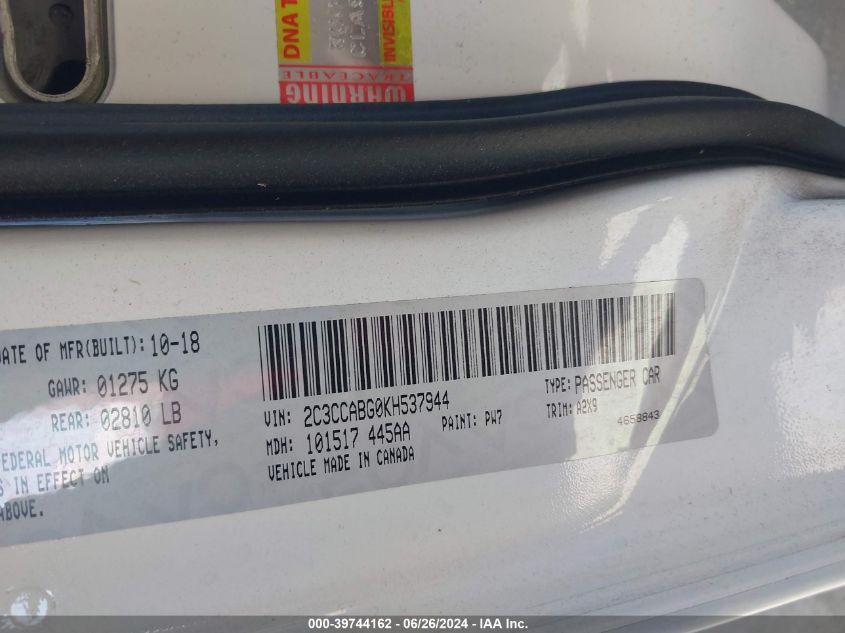 DNA
INVISIBLE
TRACEABLE
WARNING
DATE OF MFR(BUILT): 10-18
GAWR: 01275 KG
REAR: 02810 LB
FEDERAL MOTOR VEHICLE SAFETY,
IN EFFECT ON
ABOVE.
VIN: 2C3CCABG0KH537944
TYPE: PASSENGER CAR
MDH: 101517 445AA PAINT: PW7 TRIM: A2X9
VEHICLE MADE IN CANADA
4659843
000-39744162 - 06/26/2024 - IAA Inc.